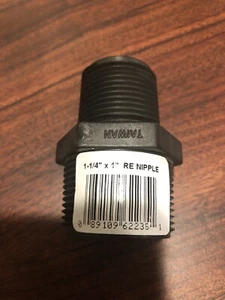 TAIWAN
1-1/4" x 1" RE NIPPLE
0 89109 62235 1